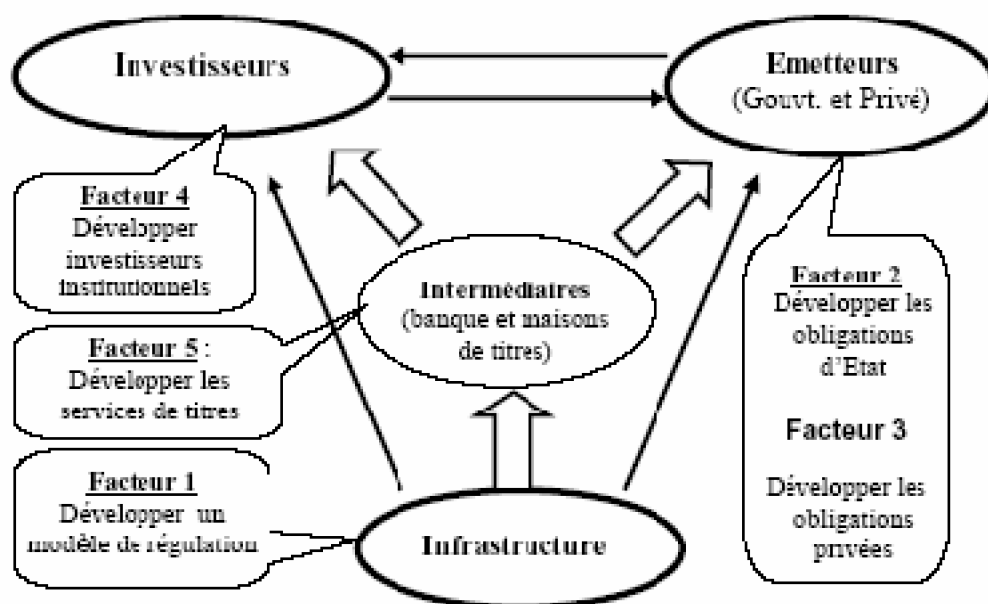 Investisseurs
Emetteurs
(Gouvt. et Privé)
Facteur 4
Développer
investisseurs
institutionnels
Intermédiaires
(banque et maisons
de titres)
Facteur 5 :
Développer les
services de titres
Facteur 2
Développer les
obligations
d'Etat
Facteur 3
Développer les
obligations
privées
Facteur 1
Développer un
modèle de régulation
Infrastructure